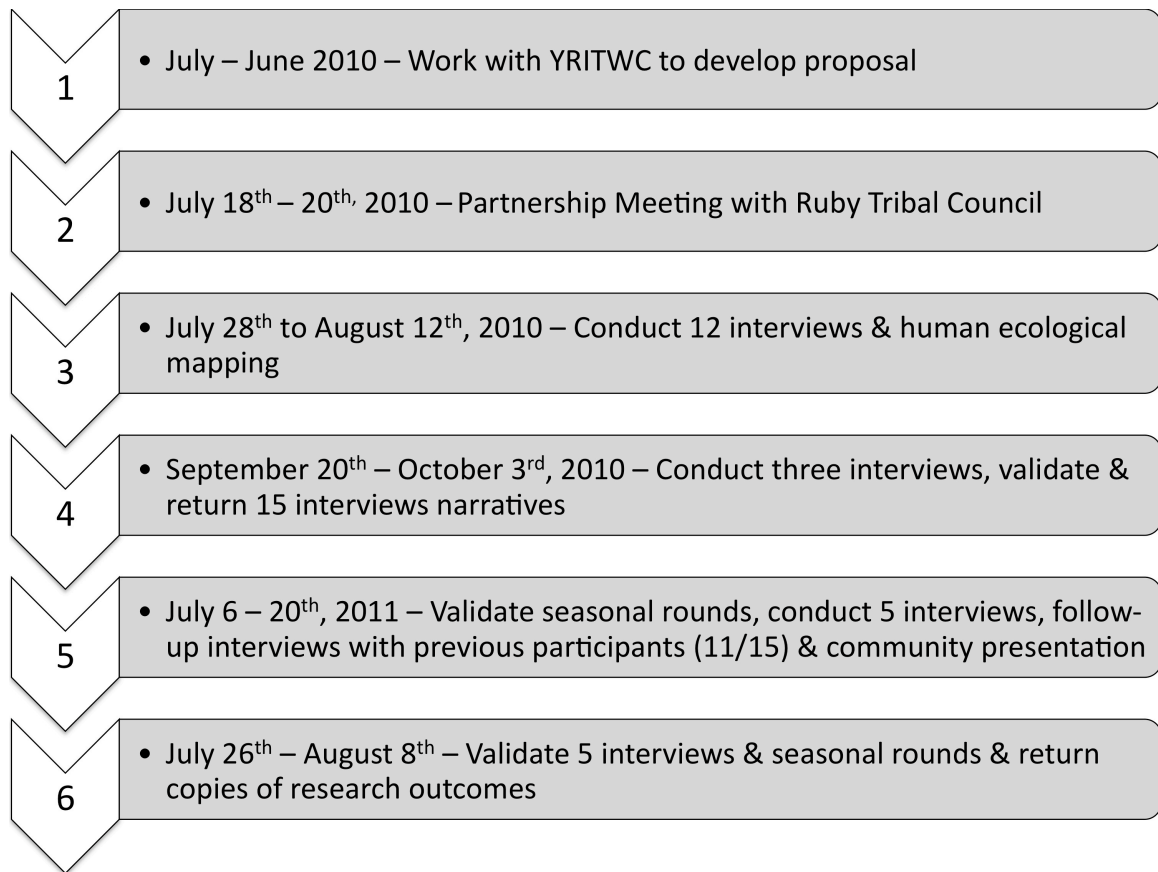 1
• July – June 2010 – Work with YRITWC to develop proposal
2
• July 18th – 20th, 2010 – Partnership Meeting with Ruby Tribal Council
3
• July 28th to August 12th, 2010 – Conduct 12 interviews & human ecological
mapping
4
• September 20th – October 3rd, 2010 – Conduct three interviews, validate &
return 15 interviews narratives
5
• July 6 – 20th, 2011 – Validate seasonal rounds, conduct 5 interviews, follow-
up interviews with previous participants (11/15) & community presentation
6
• July 26th – August 8th – Validate 5 interviews & seasonal rounds & return
copies of research outcomes